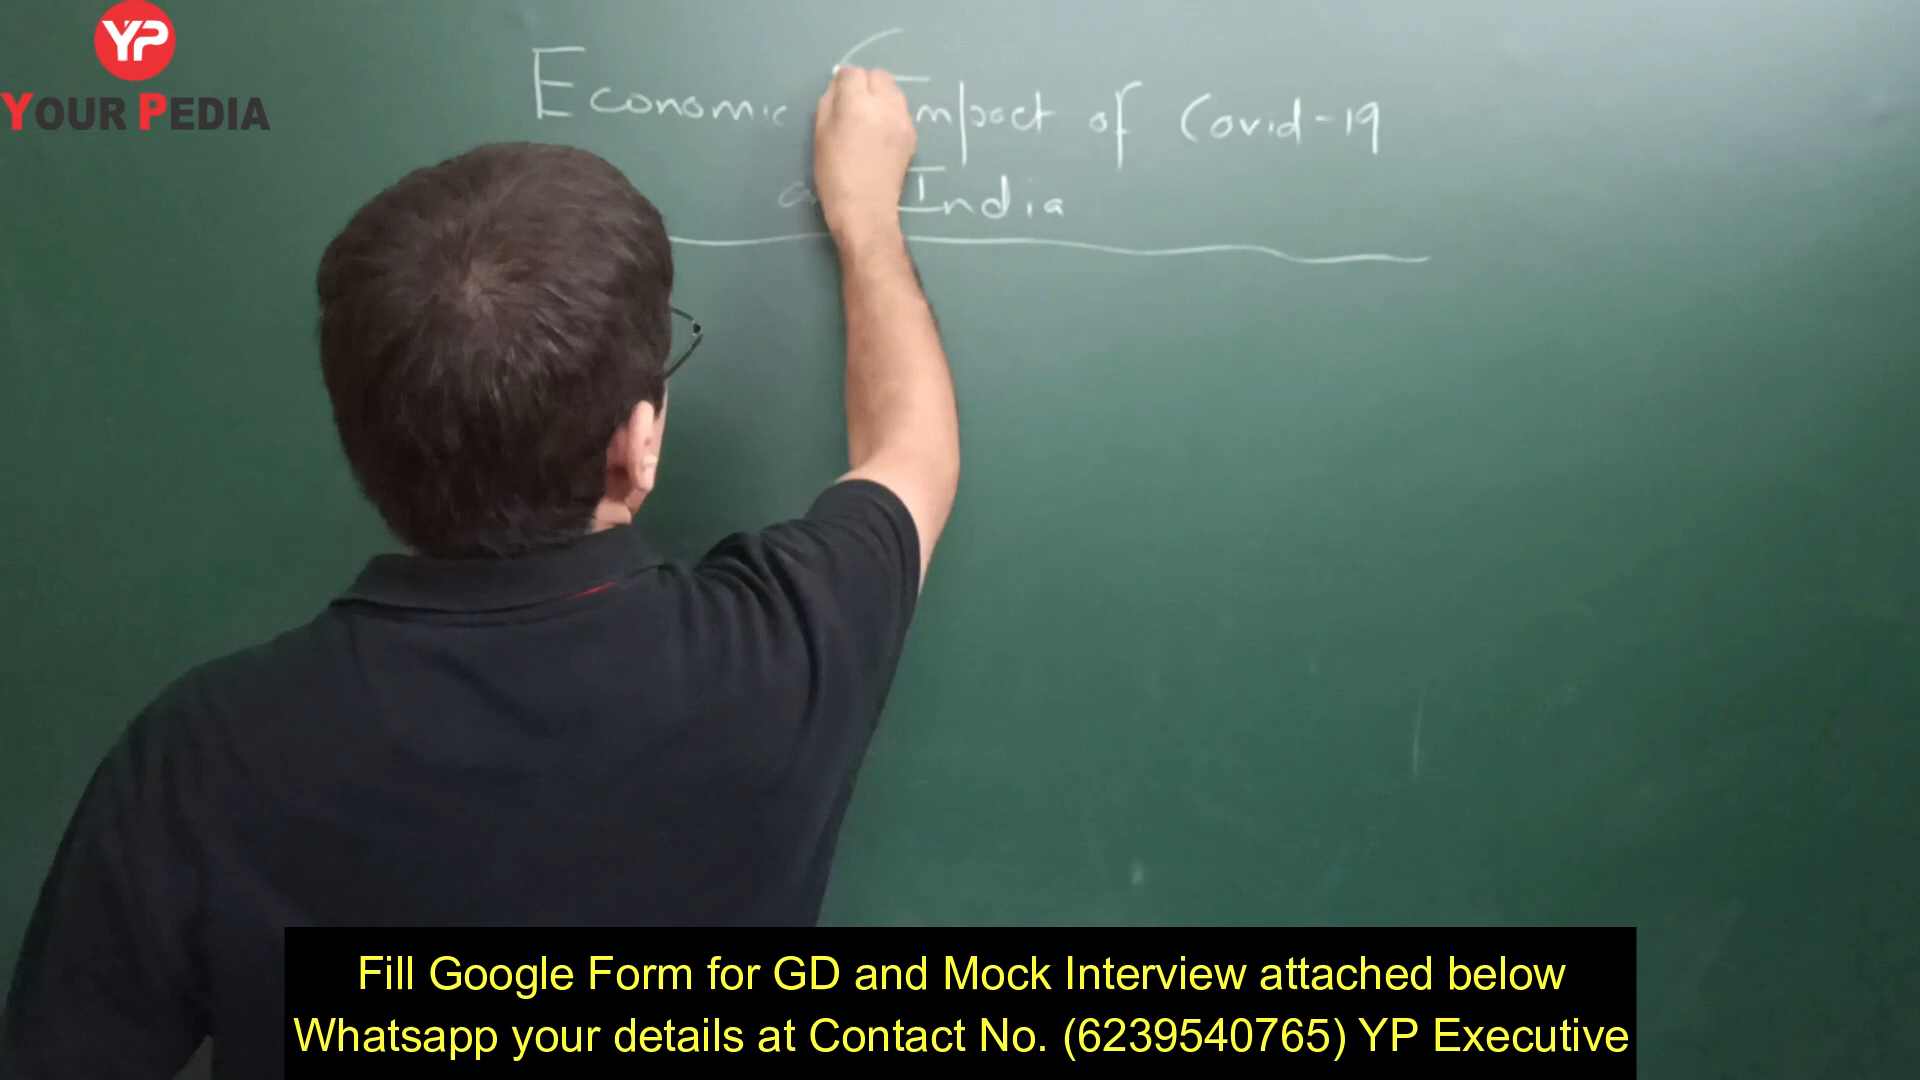 YP
YOUR PEDIA
Economic Impact of Covid-19
India
Fill Google Form for GD and Mock Interview attached below
Whatsapp your details at Contact No. (6239540765) YP Executive